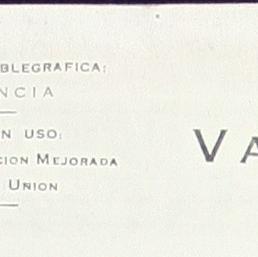 BLEGRAFICA:
NCIA
N USO:
CION MEJORADA
UNION
VA